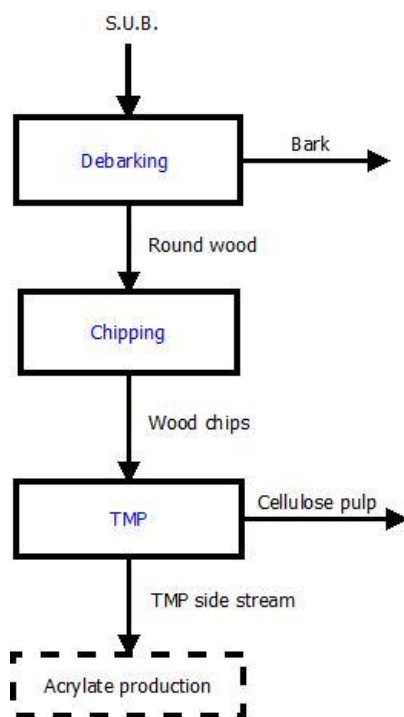 S.U.B.
Debarking
Bark
Round wood
Chipping
Wood chips
TMP
Cellulose pulp
TMP side stream
Acrylate production